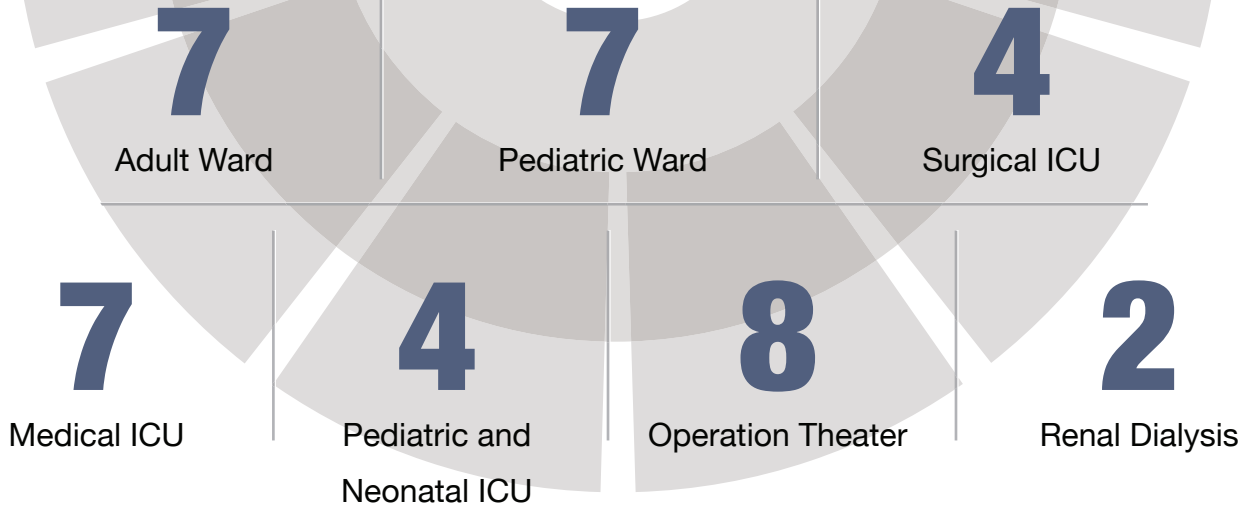 7 7 4
Adult Ward Pediatric Ward Surgical ICU
7 4 8 2
Medical ICU Pediatric and Operation Theater Renal Dialysis
Neonatal ICU